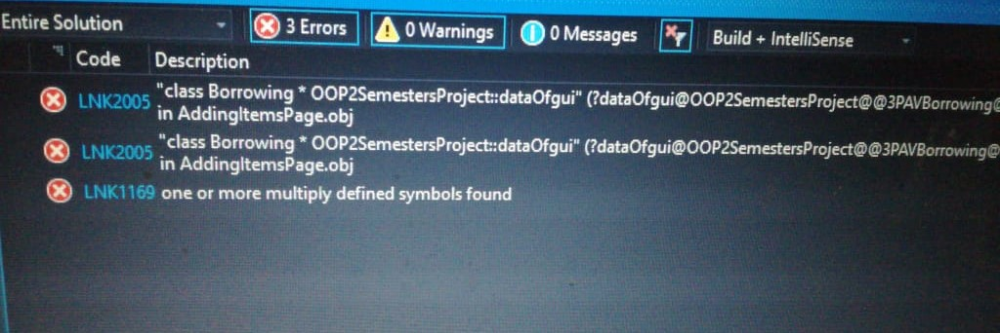 Entire Solution 3 Errors 0 Warnings 0 Messages Build + IntelliSense
Code Description
LNK2005 "class Borrowing * OOP2SemestersProject::dataOfgui" (?dataOfgui@OOP2SemestersProject@@3PAVBorrowing@
in AddingItemsPage.obj
LNK2005 "class Borrowing * OOP2SemestersProject::dataOfgui" (?dataOfgui@OOP2SemestersProject@@3PAVBorrowing@
in AddingItemsPage.obj
LNK1169 one or more multiply defined symbols found